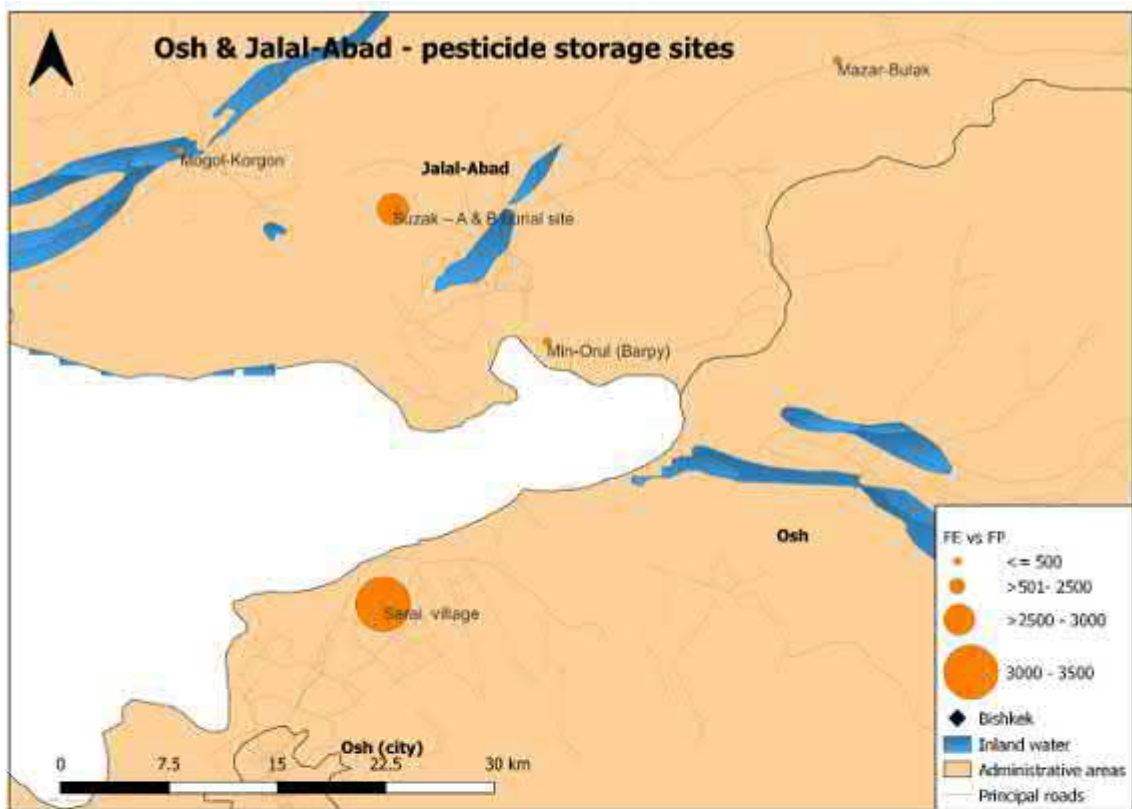 Osh & Jalal-Abad - pesticide storage sites
Mazar-Bulak
Mogol-Korgon
Jalal-Abad
Suzak – A & B burial site
Min-Orul (Barpy)
Osh
Sarai village
Osh (city)
0 7.5 15 22.5 30 km
FE vs FP
<= 500
>501- 2500
>2500 - 3000
3000 - 3500
Bishkek
Inland water
Administrative areas
Principal roads